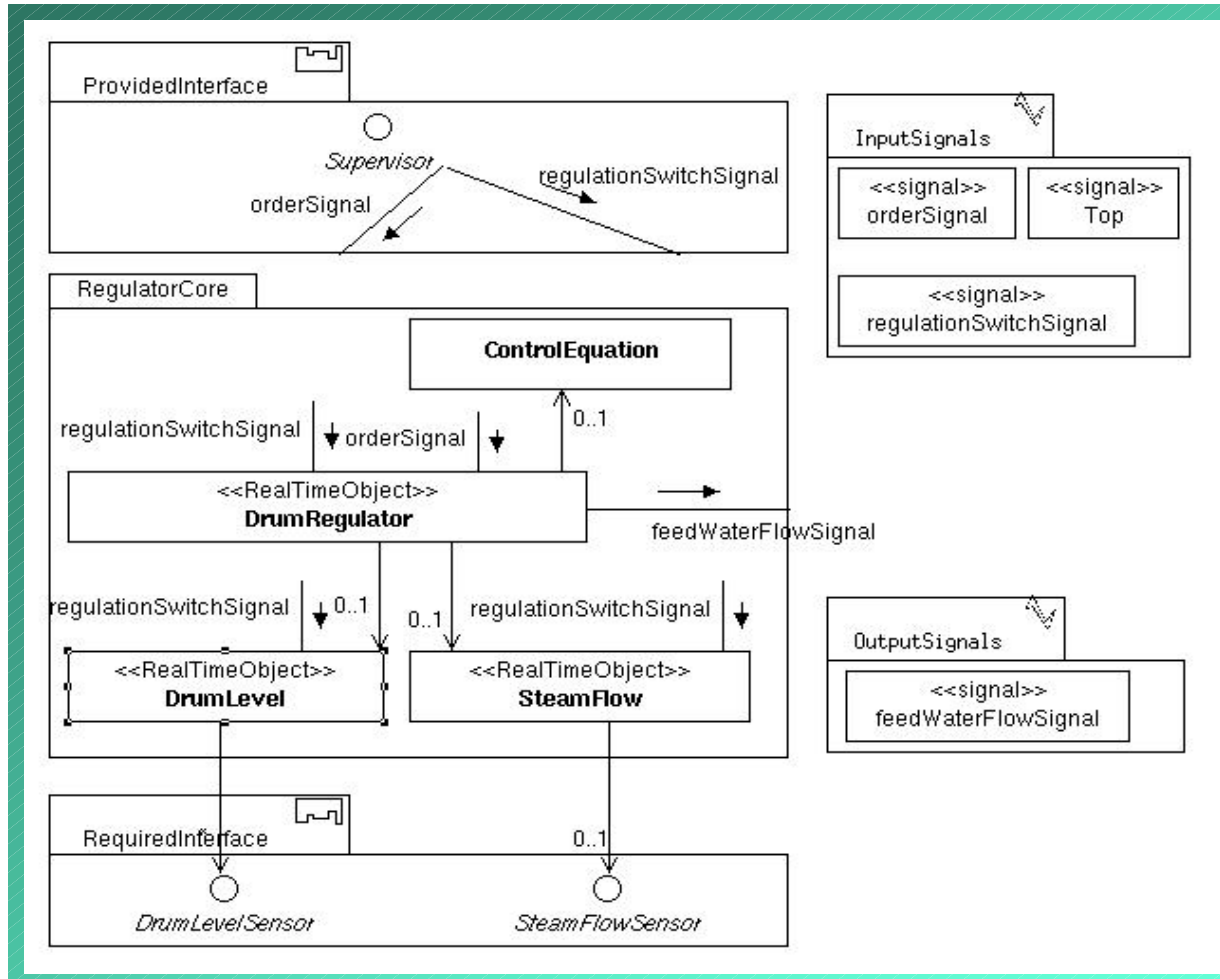 ProvidedInterface
Supervisor
orderSignal
regulationSwitchSignal
RegulatorCore
ControlEquation
0..1
regulationSwitchSignal
orderSignal
<<RealTimeObject>>
DrumRegulator
feedWaterFlowSignal
regulationSwitchSignal
0..1
0..1
regulationSwitchSignal
<<RealTimeObject>>
DrumLevel
<<RealTimeObject>>
SteamFlow
RequiredInterface
0..1
DrumLevelSensor
SteamFlowSensor
InputSignals
<<signal>>
orderSignal
<<signal>>
Top
<<signal>>
regulationSwitchSignal
OutputSignals
<<signal>>
feedWaterFlowSignal